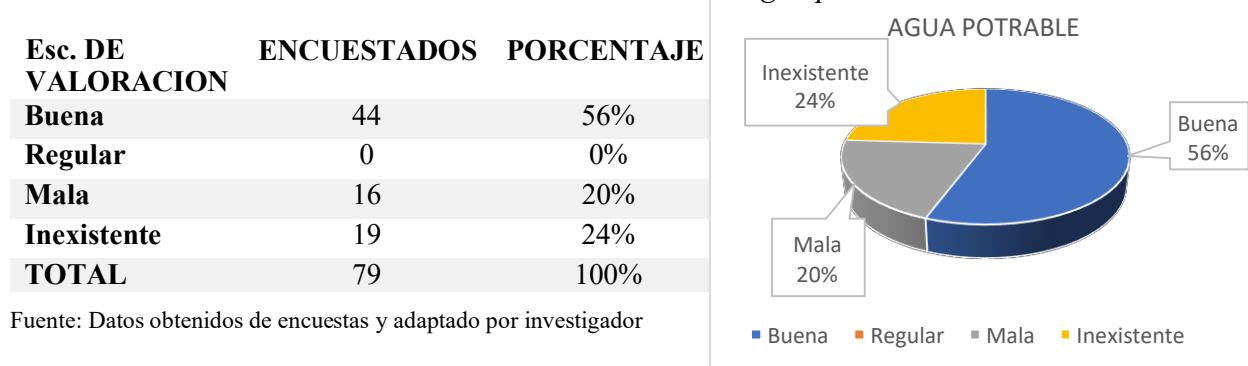 Esc. DE VALORACION ENCUESTADOS PORCENTAJE
Buena 44 56%
Regular 0 0%
Mala 16 20%
Inexistente 19 24%
TOTAL 79 100%
Fuente: Datos obtenidos de encuestas y adaptado por investigador
AGUA POTRABLE
Inexistente
24%
Buena
56%
Mala
20%
Buena Regular Mala Inexistente